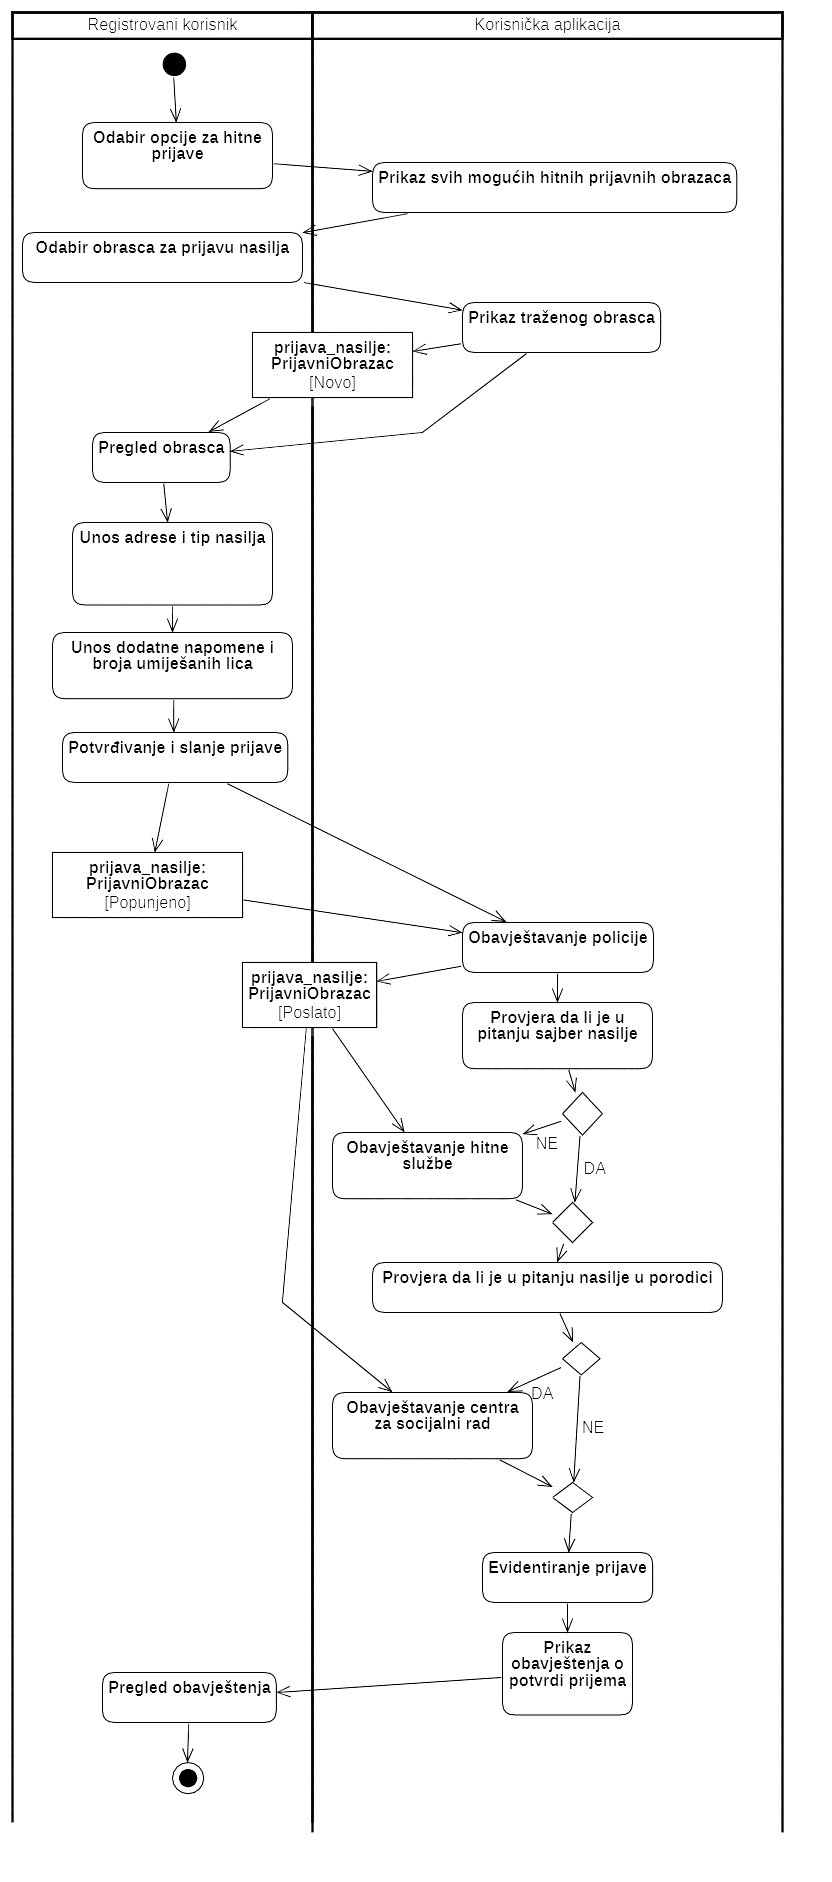 Registrovani korisnik
Korisnička aplikacija
Odabir opcije za hitne
prijave
Prikaz svih mogućih hitnih prijavnih obrazaca
Odabir obrasca za prijavu nasilja
Prikaz traženog obrasca
prijava_nasilje:
PrijavniObrazac
[Novo]
Pregled obrasca
Unos adrese i tip nasilja
Unos dodatne napomene i
broja umiješanih lica
Potvrđivanje i slanje prijave
prijava_nasilje:
PrijavniObrazac
[Popunjeno]
Obavještavanje policije
prijava_nasilje:
PrijavniObrazac
[Poslato]
Provjera da li je u
pitanju sajber nasilje
NE
DA
Obavještavanje hitne
službe
Provjera da li je u pitanju nasilje u porodici
DA
NE
Obavještavanje centra
za socijalni rad
Evidentiranje prijave
Prikaz
obavještenja o
potvrdi prijema
Pregled obavještenja